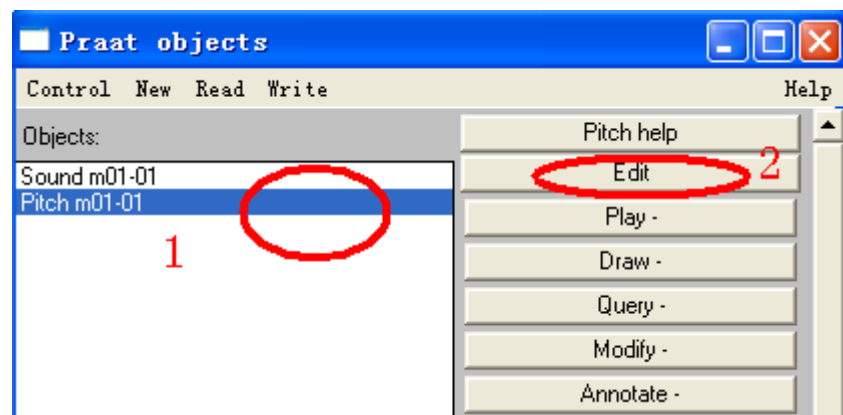 Praat objects
Control New Read Write Help
Objects:
Pitch help
Sound m01-01
Edit
2
Pitch m01-01
Play -
1
Draw -
Query -
Modify -
Annotate -